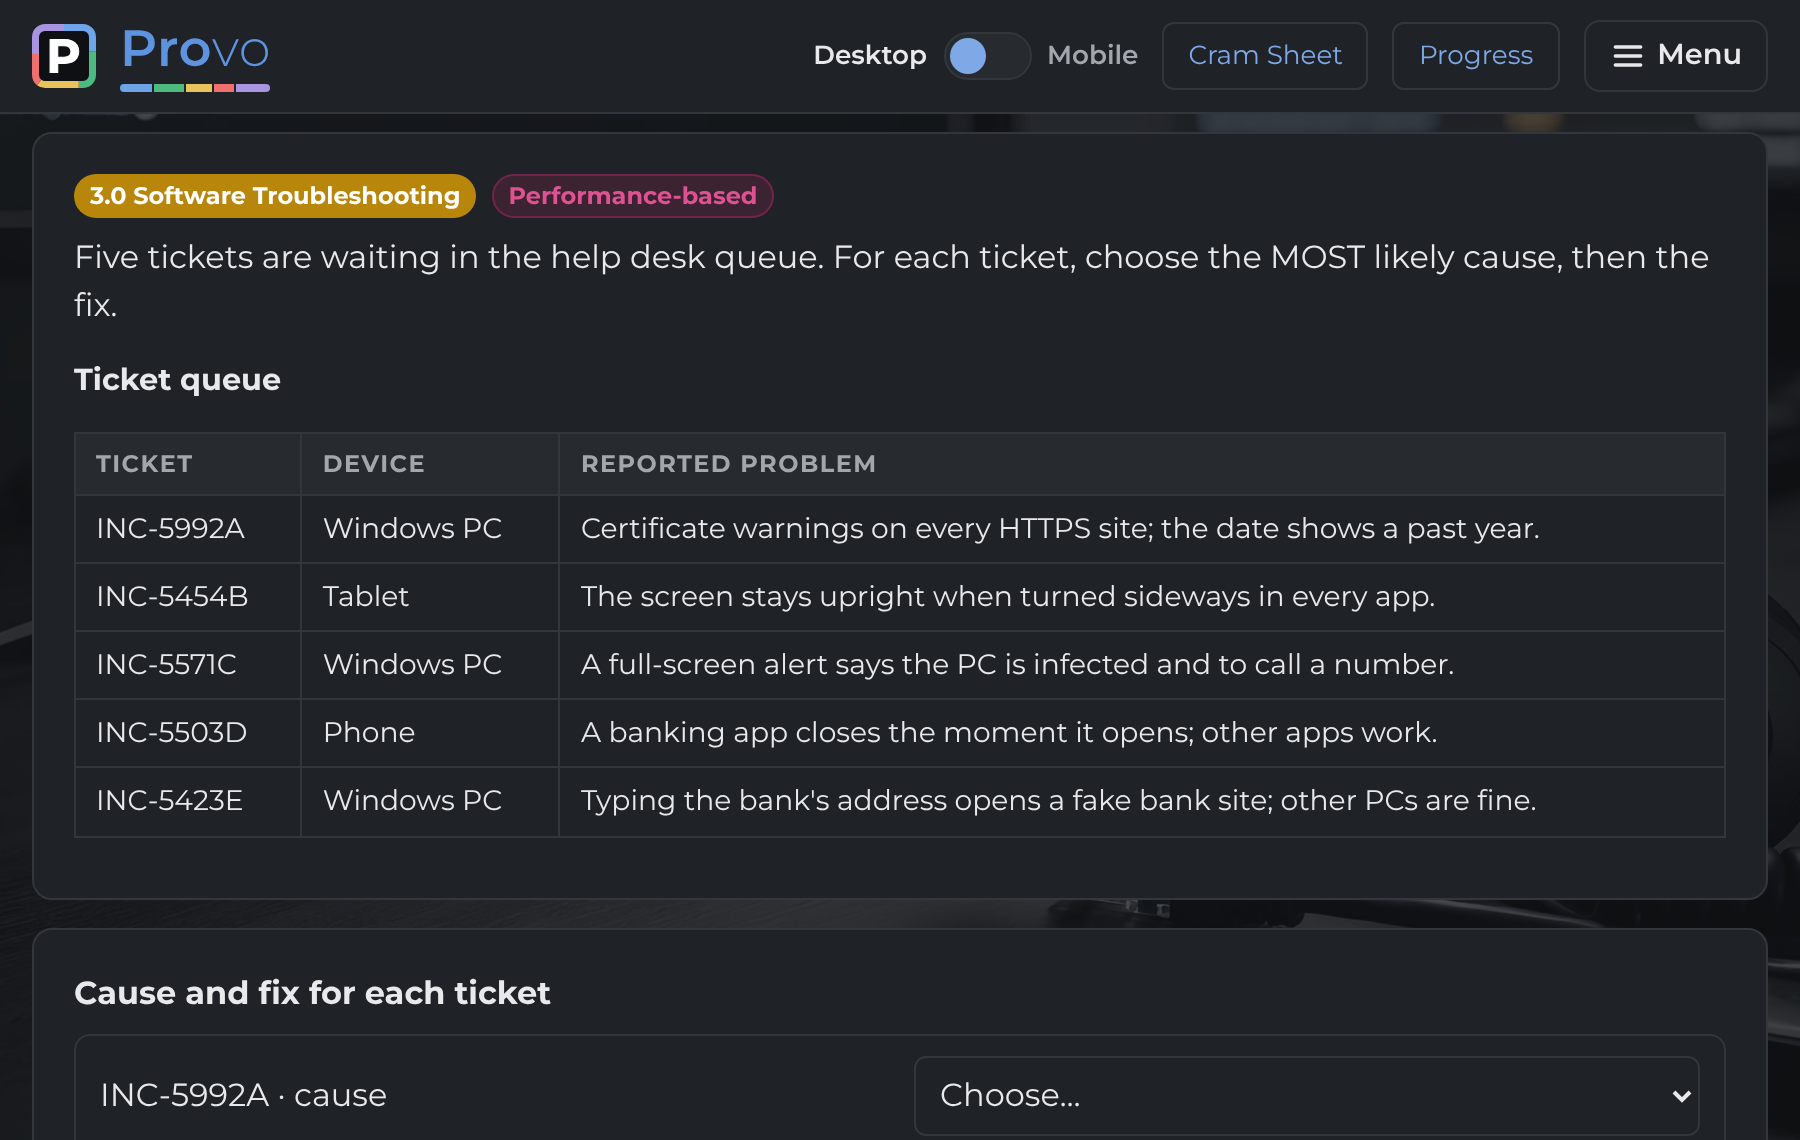 P Provo
Desktop Mobile Cram Sheet Progress Menu
3.0 Software Troubleshooting Performance-based
Five tickets are waiting in the help desk queue. For each ticket, choose the MOST likely cause, then the
fix.
Ticket queue
TICKET DEVICE REPORTED PROBLEM
INC-5992A Windows PC Certificate warnings on every HTTPS site; the date shows a past year.
INC-5454B Tablet The screen stays upright when turned sideways in every app.
INC-5571C Windows PC A full-screen alert says the PC is infected and to call a number.
INC-5503D Phone A banking app closes the moment it opens; other apps work.
INC-5423E Windows PC Typing the bank's address opens a fake bank site; other PCs are fine.
Cause and fix for each ticket
INC-5992A · cause Choose...